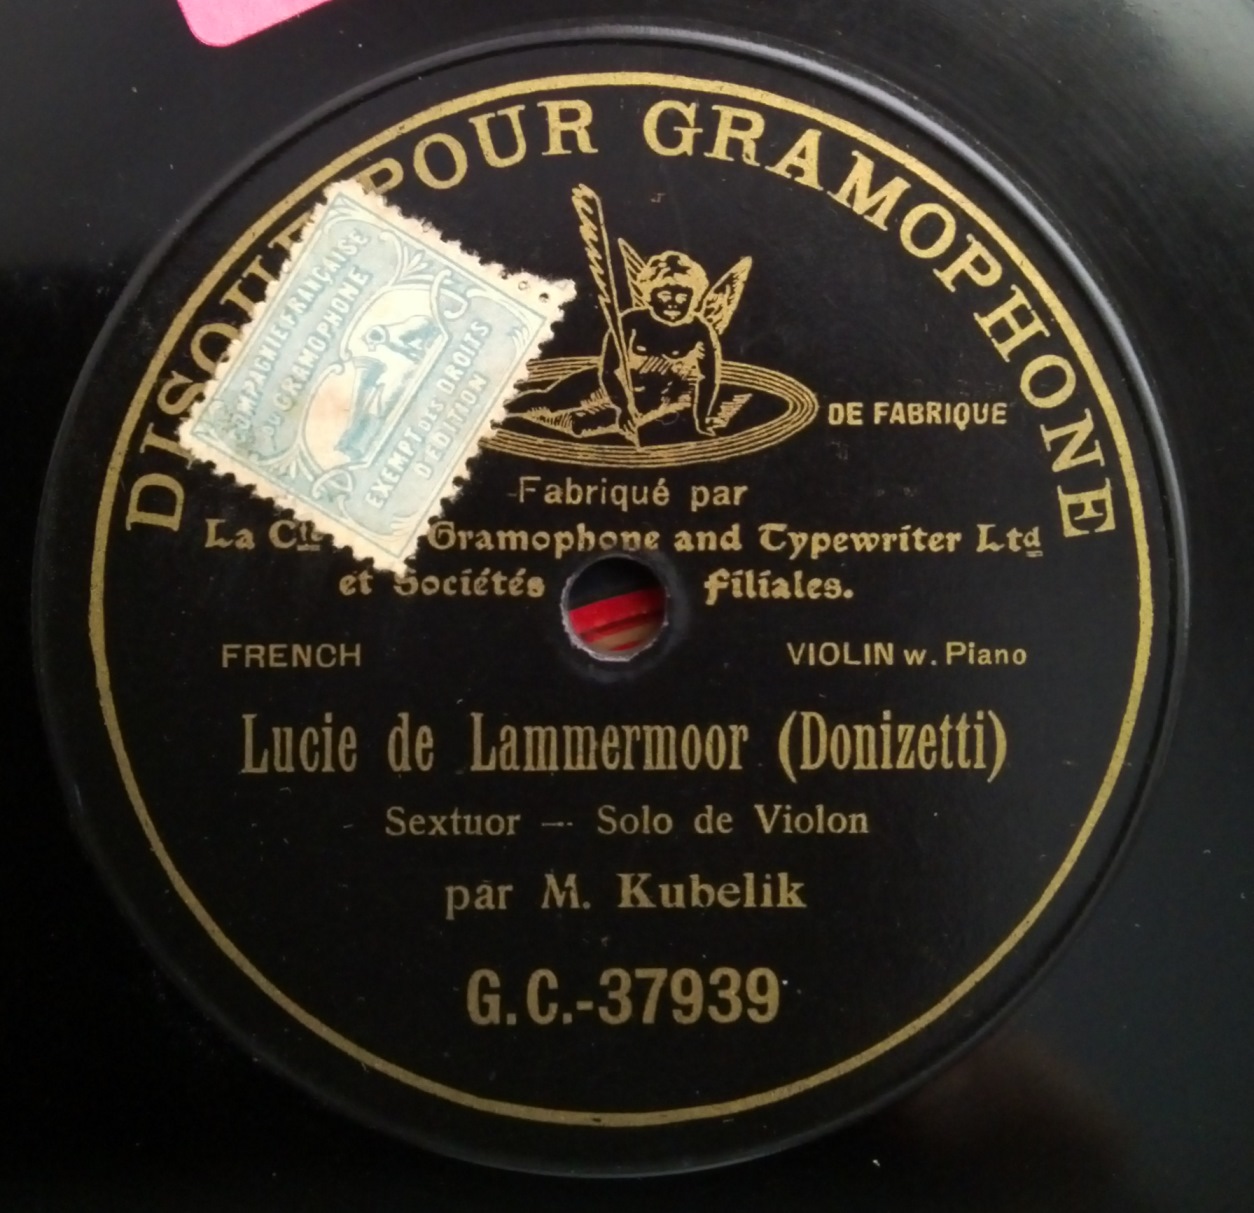 DISQUE POUR GRAMOPHONE
COMPAGNIE FRANÇAISE
DU GRAMOPHONE
EXEMPT DES DROITS
D'ÉDITION
DE FABRIQUE
Fabriqué par
La Cie Gramophone and Typewriter Ltd
et Sociétés filiales.
FRENCH VIOLIN w. Piano
Lucie de Lammermoor (Donizetti)
Sextuor — Solo de Violon
par M. Kubelik
G.C.-37939